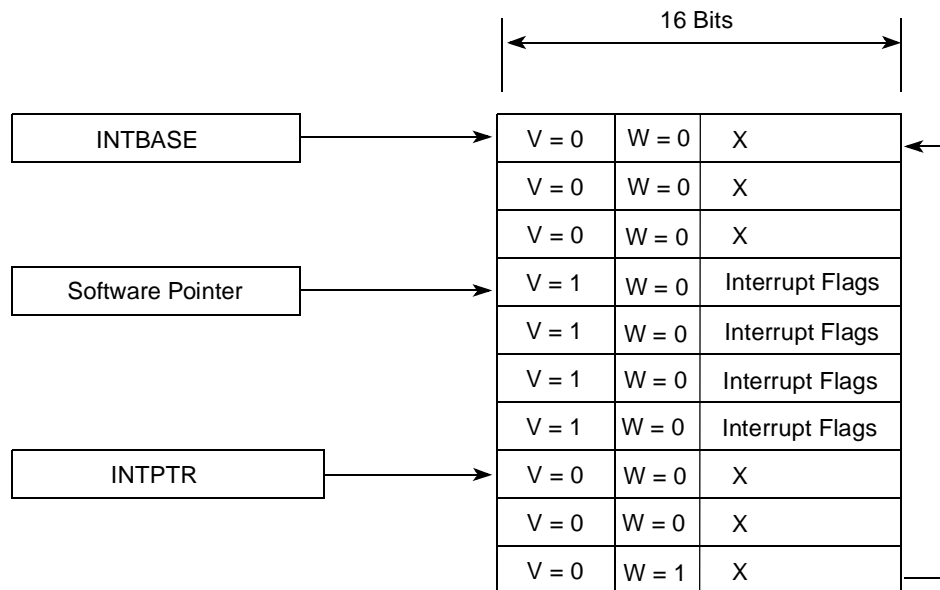 16 Bits
INTBASE
V = 0 W = 0 X
V = 0 W = 0 X
V = 0 W = 0 X
Software Pointer
V = 1 W = 0 Interrupt Flags
V = 1 W = 0 Interrupt Flags
V = 1 W = 0 Interrupt Flags
V = 1 W = 0 Interrupt Flags
INTPTR
V = 0 W = 0 X
V = 0 W = 0 X
V = 0 W = 1 X